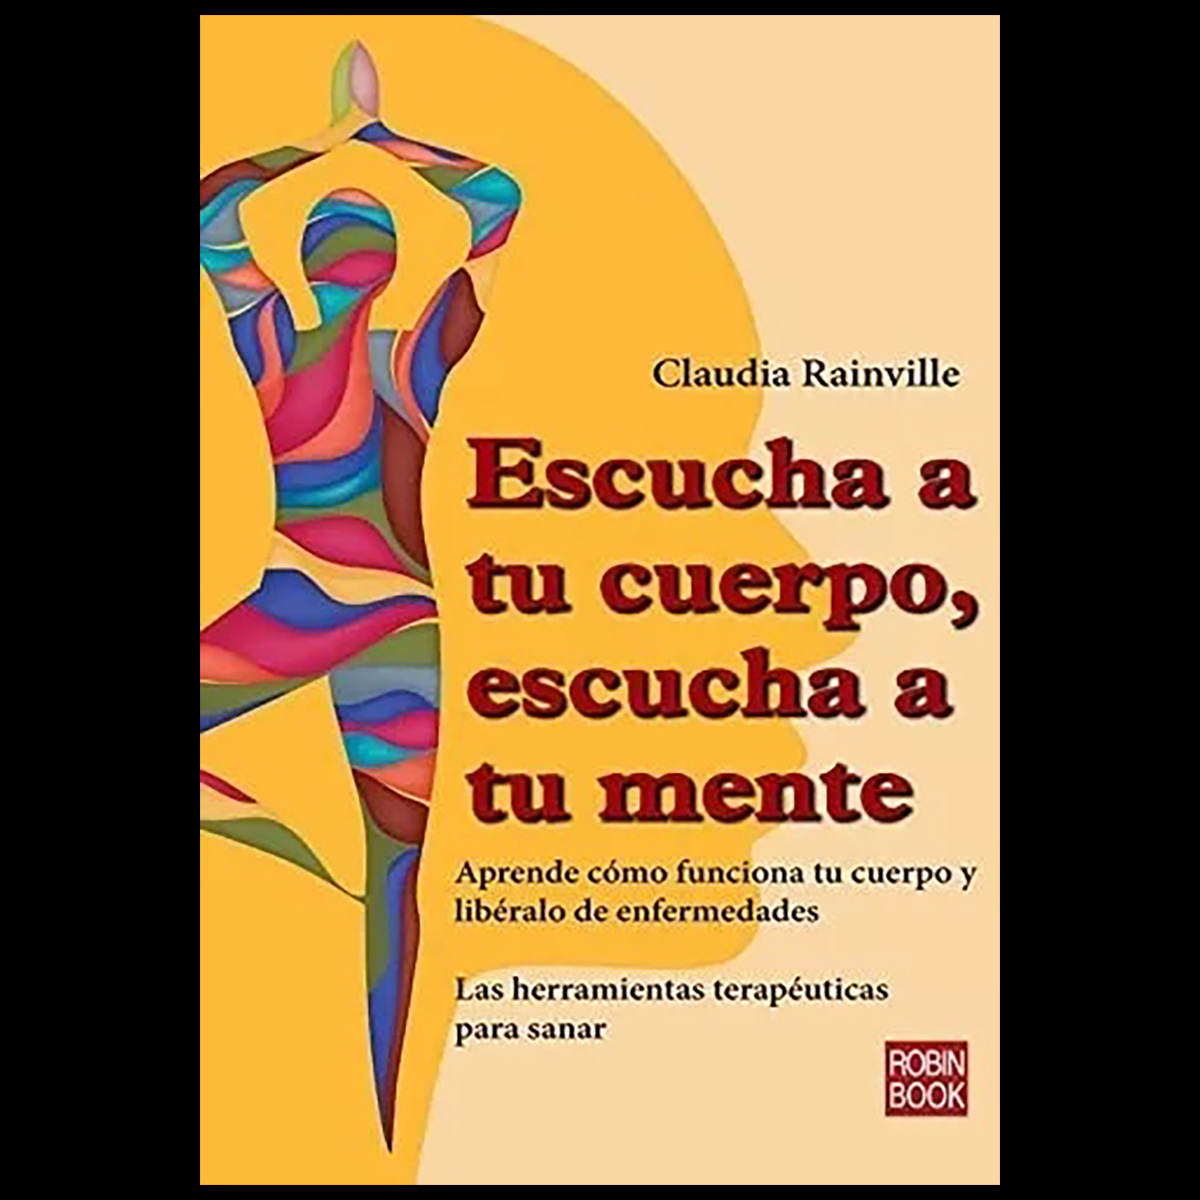 Claudia Rainville
Escucha a
tu cuerpo,
escucha a
tu mente
Aprende cómo funciona tu cuerpo y
libéralo de enfermedades
Las herramientas terapéuticas
para sanar
ROBIN
BOOK